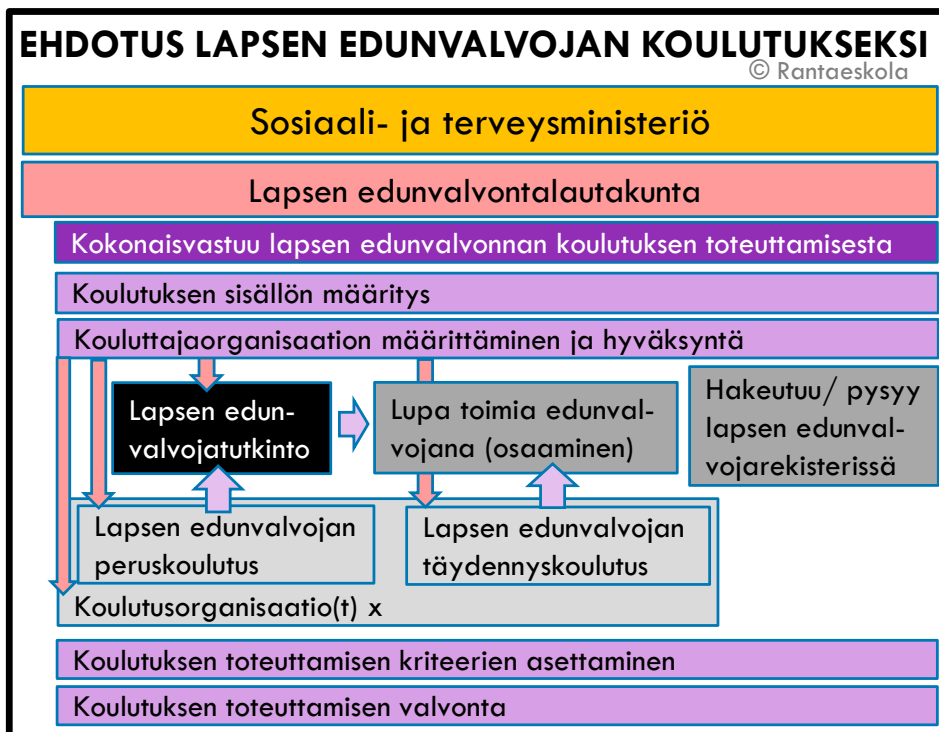 EHDOTUS LAPSEN EDUNVALVOJAN KOULUTUKSEKSI
© Rantaeskola
Sosiaali- ja terveysministeriö
Lapsen edunvalvontalautakunta
Kokonaisvastuu lapsen edunvalvonnan koulutuksen toteuttamisesta
Koulutuksen sisällön määritys
Kouluttajaorganisaation määrittäminen ja hyväksyntä
Lapsen edun-
valvojatutkinto
Lupa toimia edunval-
vojana (osaaminen)
Hakeutuu/ pysyy
lapsen edunval-
vojarekisterissä
Lapsen edunvalvojan
peruskoulutus
Lapsen edunvalvojan
täydennyskoulutus
Koulutusorganisaatio(t) x
Koulutuksen toteuttamisen kriteerien asettaminen
Koulutuksen toteuttamisen valvonta